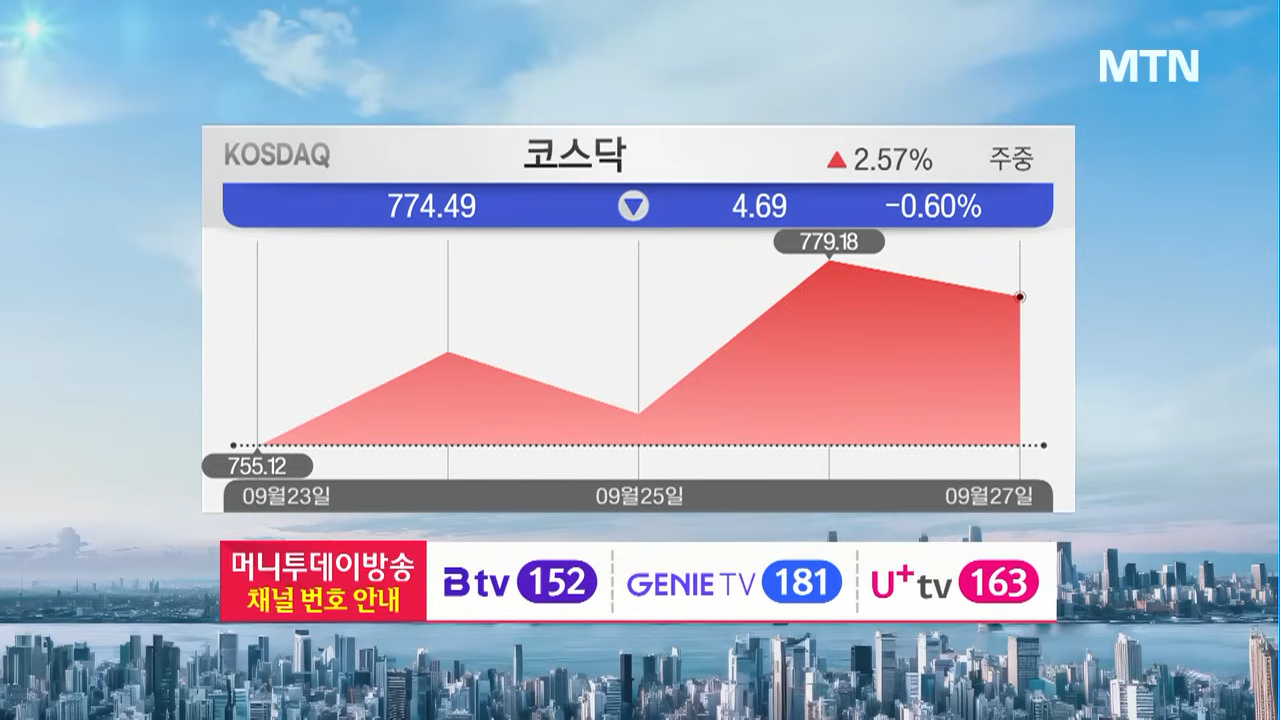 MTN
KOSDAQ 코스닥 ▲2.57% 주중
774.49 ▽ 4.69 -0.60%
779.18
755.12
09월23일 09월25일 09월27일
머니투데이방송
채널 번호 안내
B tv 152 GENIE TV 181 U+tv 163